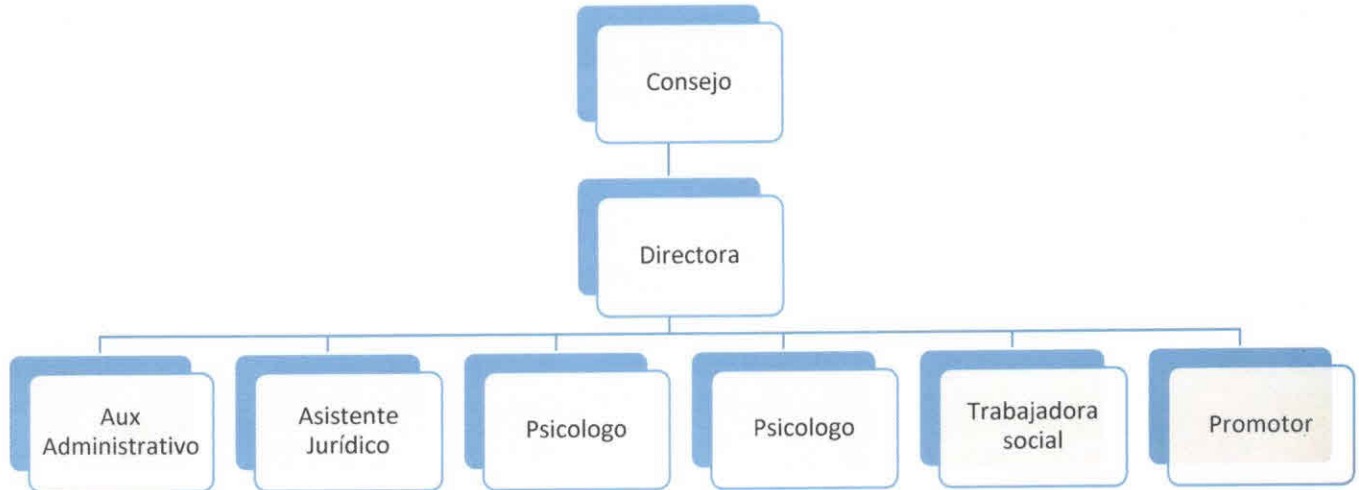 Consejo
Directora
Aux
Administrativo
Asistente
Jurídico
Psicologo
Psicologo
Trabajadora
social
Promotor